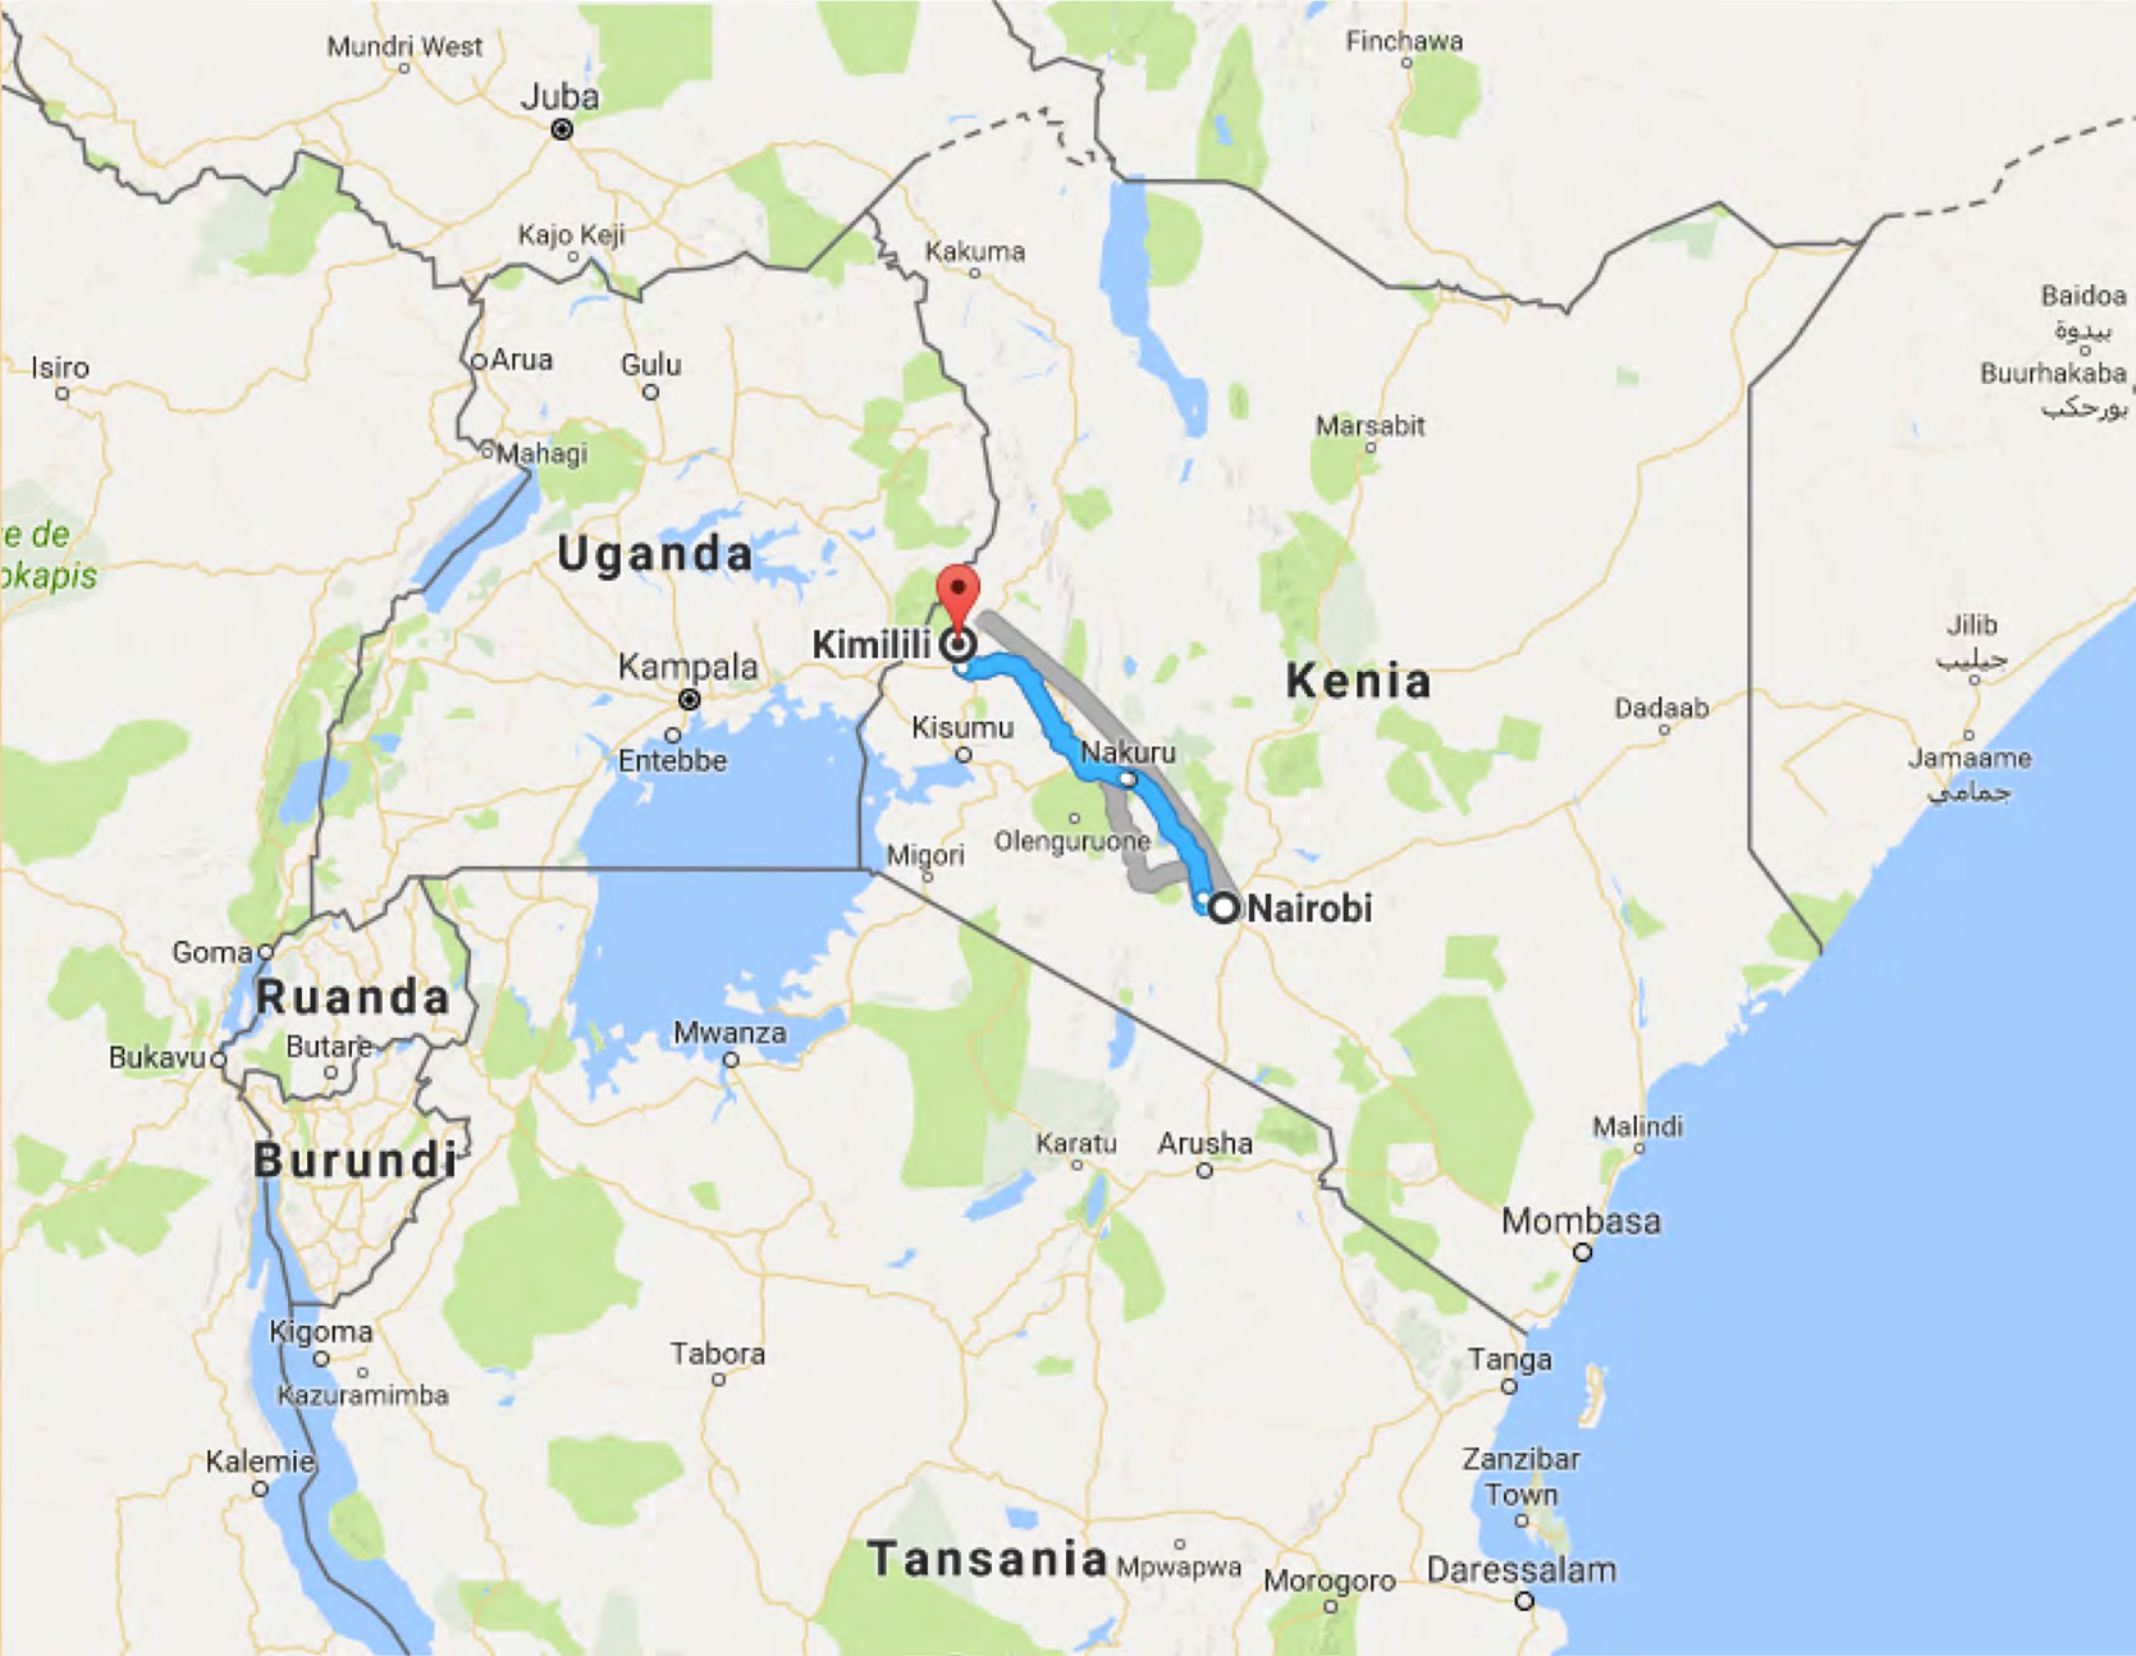 Mundri West
Finchawa
Juba
Kajo Keji
Kakuma
Baidoa
بيدوة
Isiro
Arua
Gulu
Buurhakaba
بورحكب
Marsabit
Mahagi
e de
okapis
Uganda
Kimilili
Jilib
جيليب
Kampala
Kenia
Dadaab
Kisumu
Nakuru
Entebbe
Jamaame
جمامي
Olenguruone
Migori
Nairobi
Goma
Ruanda
Mwanza
Butare
Bukavu
Malindi
Karatu
Arusha
Burundi
Mombasa
Kigoma
Tabora
Tanga
Kazuramimba
Kalemie
Zanzibar
Town
Tansania
Mpwapwa
Morogoro
Daressalam